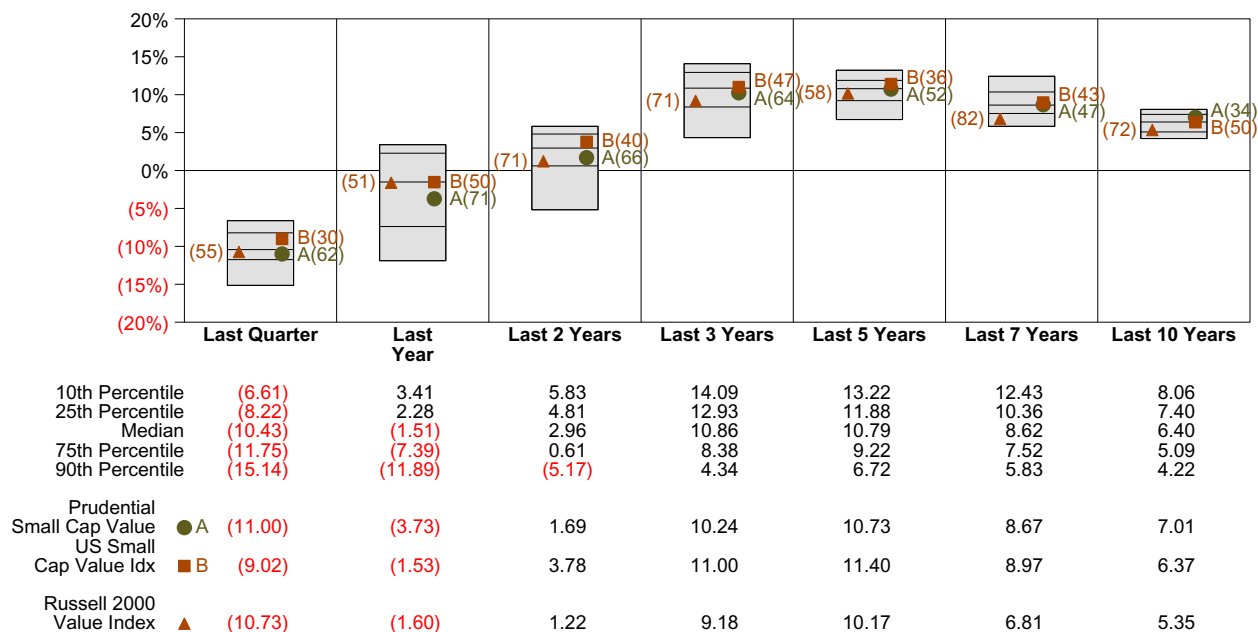 20%
15%
10%
5%
0%
(5%)
(10%)
(15%)
(20%)
(55) B(30)
A(62)
(51) B(50)
A(71)
(71) B(40)
A(66)
(71) B(47)
A(64)
(58) B(36)
A(52)
(82) B(43)
A(47)
(72) A(34)
B(50)
Last Quarter Last Year Last 2 Years Last 3 Years Last 5 Years Last 7 Years Last 10 Years
10th Percentile (6.61) 3.41 5.83 14.09 13.22 12.43 8.06
25th Percentile (8.22) 2.28 4.81 12.93 11.88 10.36 7.40
Median (10.43) (1.51) 2.96 10.86 10.79 8.62 6.40
75th Percentile (11.75) (7.39) 0.61 8.38 9.22 7.52 5.09
90th Percentile (15.14) (11.89) (5.17) 4.34 6.72 5.83 4.22
Prudential
Small Cap Value A (11.00) (3.73) 1.69 10.24 10.73 8.67 7.01
US Small
Cap Value Idx B (9.02) (1.53) 3.78 11.00 11.40 8.97 6.37
Russell 2000
Value Index (10.73) (1.60) 1.22 9.18 10.17 6.81 5.35